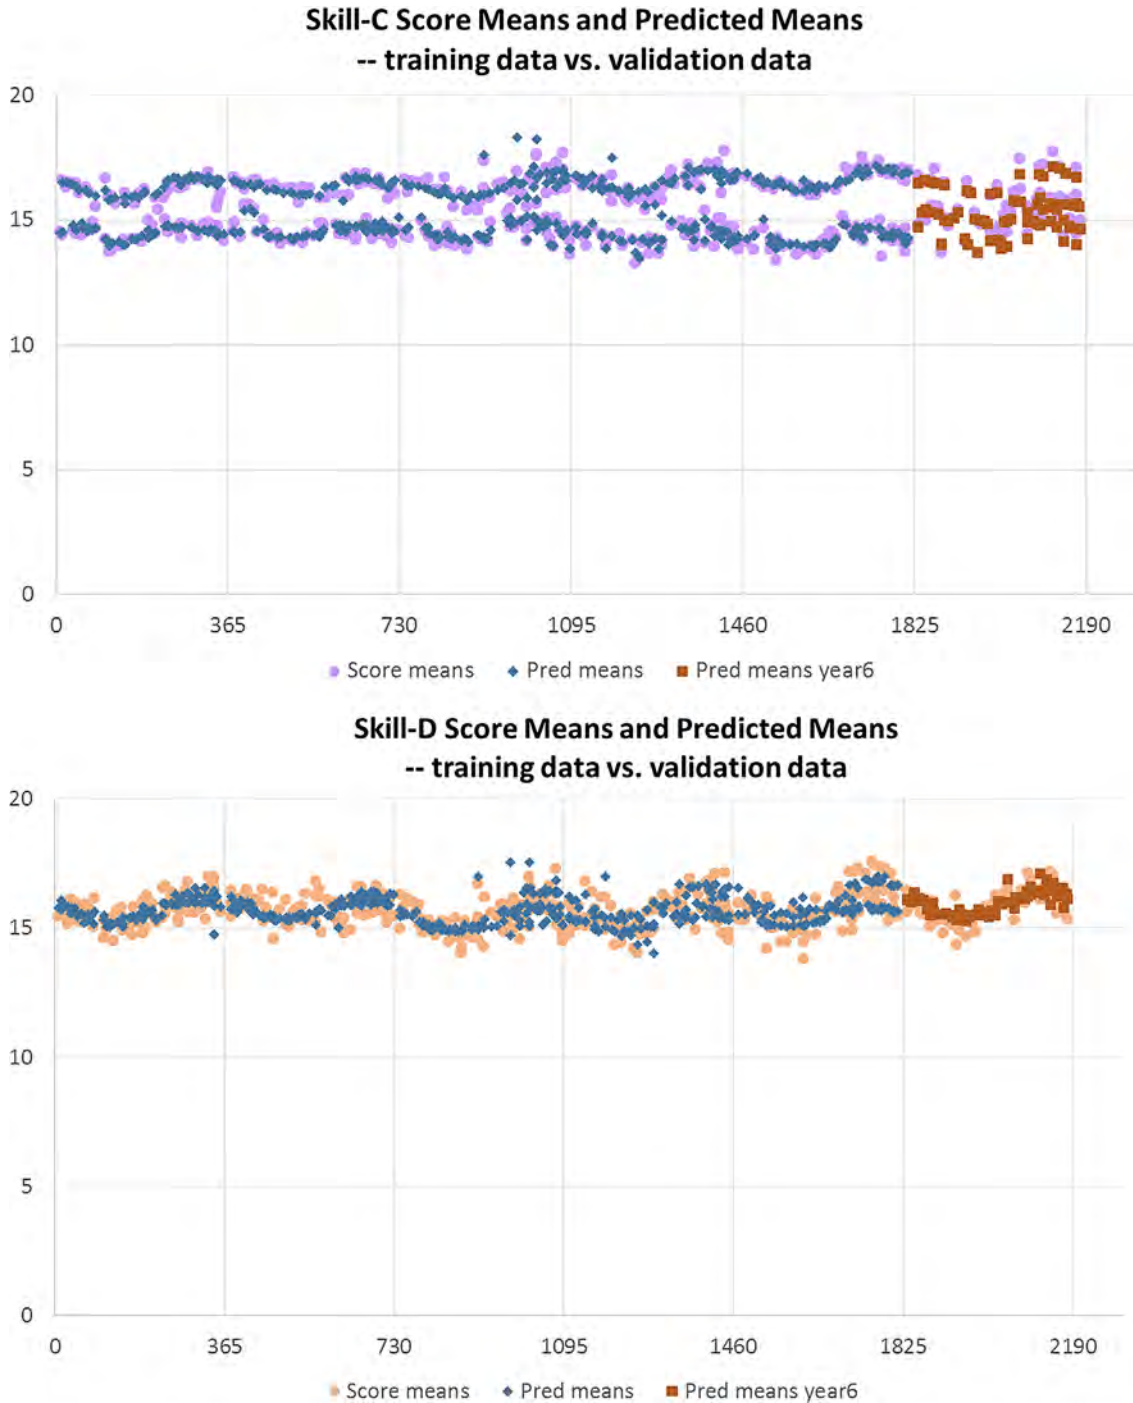 Skill-C Score Means and Predicted Means
-- training data vs. validation data
20
15
10
5
0
0 365 730 1095 1460 1825 2190
Score means Pred means Pred means year6
Skill-D Score Means and Predicted Means
-- training data vs. validation data
20
15
10
5
0
0 365 730 1095 1460 1825 2190
Score means Pred means Pred means year6